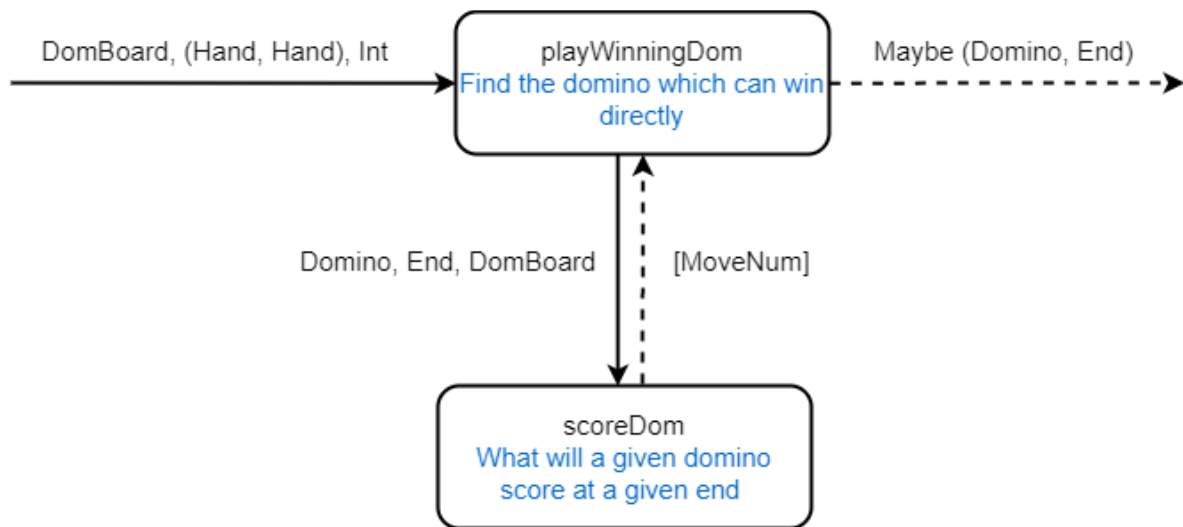 DomBoard, (Hand, Hand), Int
playWinningDom
Find the domino which can win
directly
Maybe (Domino, End)
Domino, End, DomBoard
[MoveNum]
scoreDom
What will a given domino
score at a given end